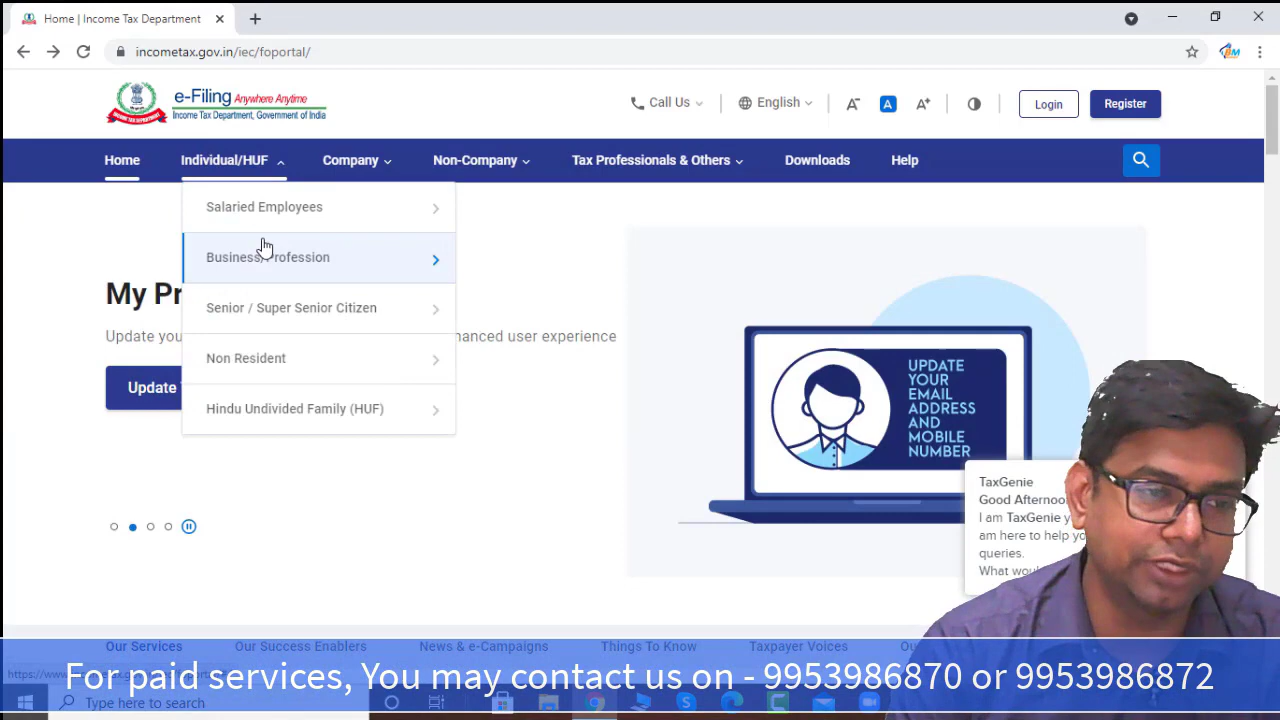 Home | Income Tax Department
incometax.gov.in/iec/foportal/
e-Filing Anywhere Anytime
Income Tax Department, Government of India
Call Us
English
A-
A
A+
Login
Register
Home
Individual/HUF
Company
Non-Company
Tax Professionals & Others
Downloads
Help
Salaried Employees
Business/Profession
Senior / Super Senior Citizen
Non Resident
Hindu Undivided Family (HUF)
My Pr
Update you
hanced user experience
Update
UPDATE
YOUR
EMAIL
ADDRESS
AND
MOBILE
NUMBER
TaxGenie
Good Afternoo
I am TaxGenie y
am here to help yo
queries.
What wou
Our Services
Our Success Enablers
News & e-Campaigns
Things To Know
Taxpayer Voices
Our
For paid services, You may contact us on - 9953986870 or 9953986872
Type here to search